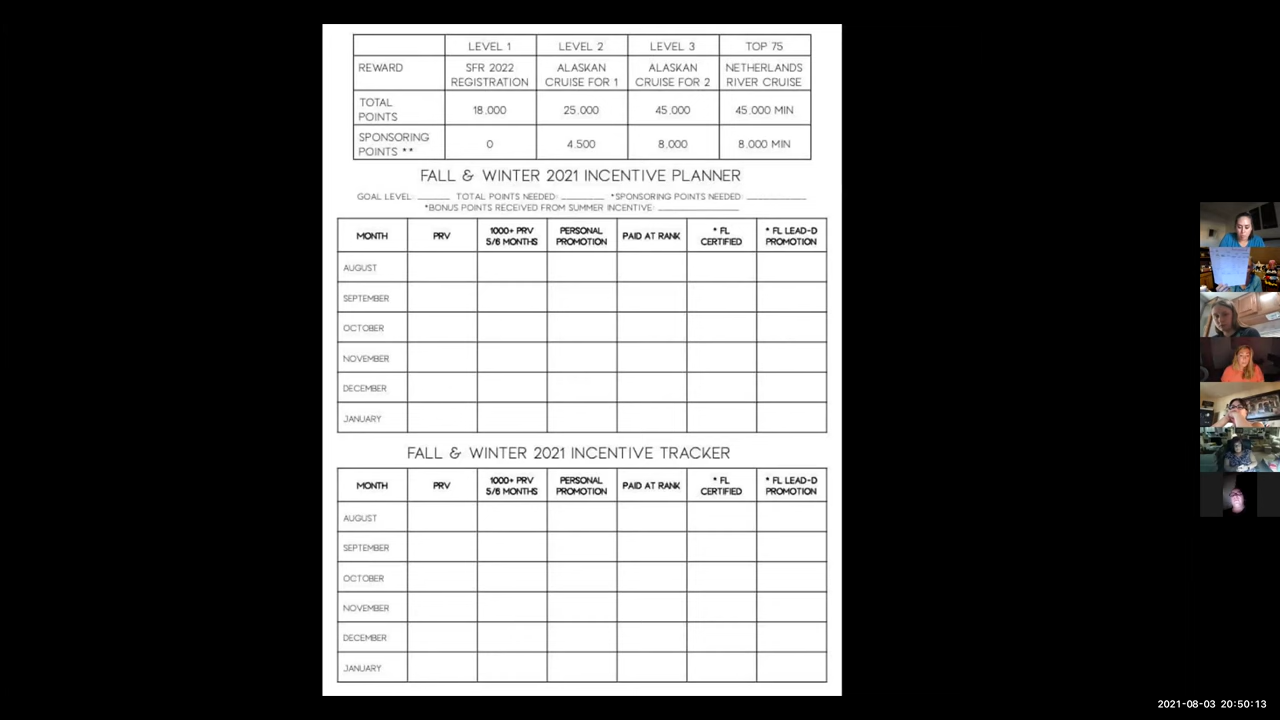 LEVEL 1 LEVEL 2 LEVEL 3 TOP 75
REWARD SFR 2022 ALASKAN ALASKAN NETHERLANDS
REGISTRATION CRUISE FOR 1 CRUISE FOR 2 RIVER CRUISE
TOTAL
POINTS 18.000 25.000 45.000 45.000 MIN
SPONSORING
POINTS ** 0 4.500 8.000 8.000 MIN
FALL & WINTER 2021 INCENTIVE PLANNER
GOAL LEVEL: ______ TOTAL POINTS NEEDED: ________ *SPONSORING POINTS NEEDED: ___________
*BONUS POINTS RECEIVED FROM SUMMER INCENTIVE: _______________
MONTH PRV 1000+ PRV PERSONAL PAID AT RANK * FL * FL LEAD-D
5/6 MONTHS PROMOTION CERTIFIED PROMOTION
AUGUST
SEPTEMBER
OCTOBER
NOVEMBER
DECEMBER
JANUARY
FALL & WINTER 2021 INCENTIVE TRACKER
MONTH PRV 1000+ PRV PERSONAL PAID AT RANK * FL * FL LEAD-D
5/6 MONTHS PROMOTION CERTIFIED PROMOTION
AUGUST
SEPTEMBER
OCTOBER
NOVEMBER
DECEMBER
JANUARY
2021-08-03 20:50:13